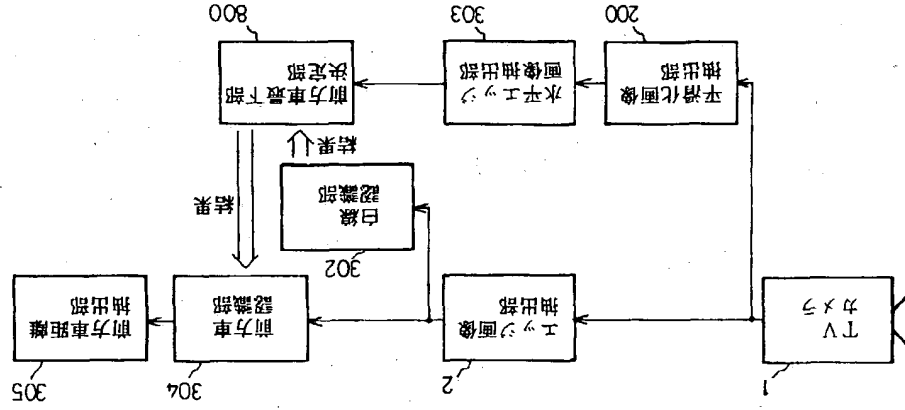 1
TV
カメラ
2
エッジ画像
抽出部
304
前方車
認識部
305
前方車距離
抽出部
302
白線
認識部
結果
結果
200
平滑化画像
抽出部
303
水平エッジ
画像抽出部
800
前方車最下部
決定部